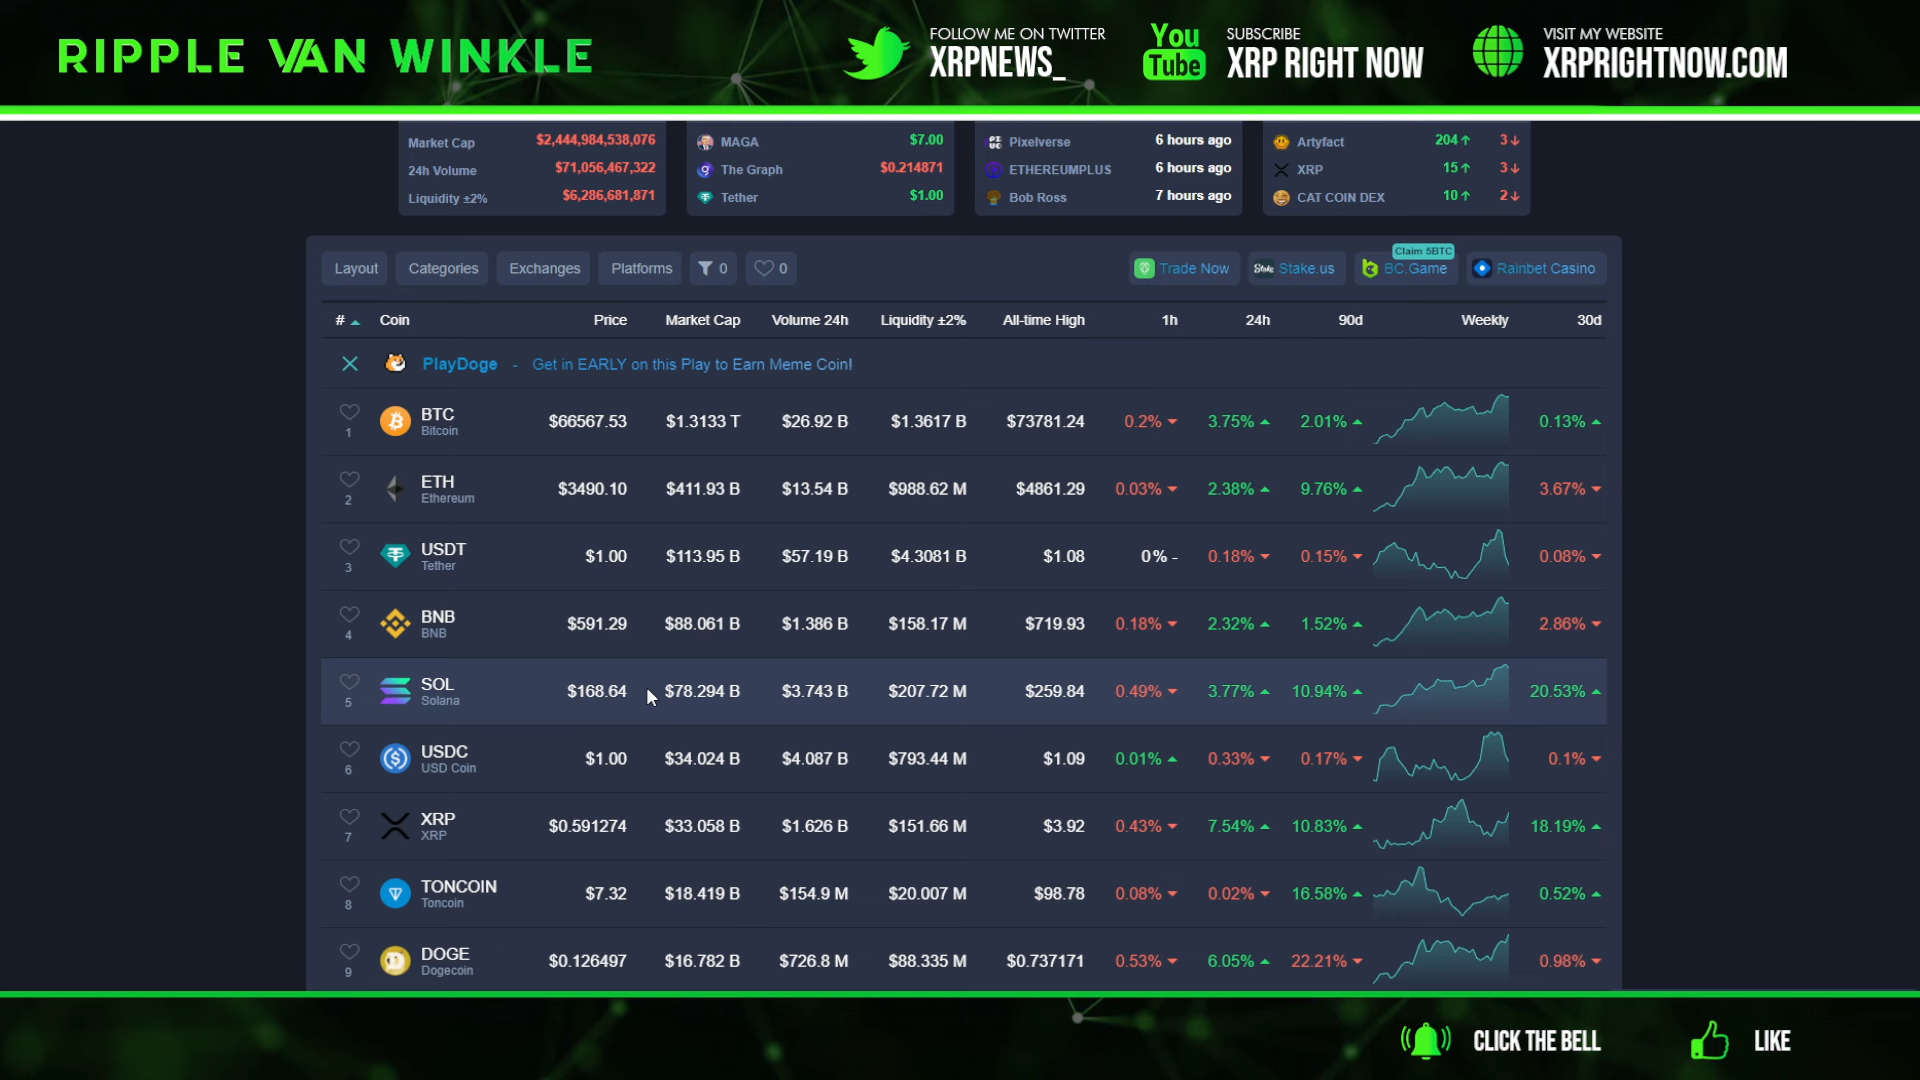 RIPPLE VAN WINKLE
FOLLOW ME ON TWITTER
XRPNEWS_
You
Tube
SUBSCRIBE
XRP RIGHT NOW
VISIT MY WEBSITE
XRPRIGHTNOW.COM
Market Cap $2,444,984,538,076
24h Volume $71,056,467,322
Liquidity ±2% $6,286,681,871
MAGA $7.00
The Graph $0.214871
Tether $1.00
Pixelverse 6 hours ago
ETHEREUMPLUS 6 hours ago
Bob Ross 7 hours ago
Artyfact 204↑ 3↓
XRP 15↑ 3↓
CAT COIN DEX 10↑ 2↓
Claim 5BTC
Layout Categories Exchanges Platforms 0 0 Trade Now Stake Stake.us BC.Game Rainbet Casino
# Coin Price Market Cap Volume 24h Liquidity ±2% All-time High 1h 24h 90d Weekly 30d
PlayDoge - Get in EARLY on this Play to Earn Meme Coin!
1 BTC Bitcoin $66567.53 $1.3133 T $26.92 B $1.3617 B $73781.24 0.2% 3.75% 2.01% 0.13%
2 ETH Ethereum $3490.10 $411.93 B $13.54 B $988.62 M $4861.29 0.03% 2.38% 9.76% 3.67%
3 USDT Tether $1.00 $113.95 B $57.19 B $4.3081 B $1.08 0% - 0.18% 0.15% 0.08%
4 BNB BNB $591.29 $88.061 B $1.386 B $158.17 M $719.93 0.18% 2.32% 1.52% 2.86%
5 SOL Solana $168.64 $78.294 B $3.743 B $207.72 M $259.84 0.49% 3.77% 10.94% 20.53%
6 USDC USD Coin $1.00 $34.024 B $4.087 B $793.44 M $1.09 0.01% 0.33% 0.17% 0.1%
7 XRP XRP $0.591274 $33.058 B $1.626 B $151.66 M $3.92 0.43% 7.54% 10.83% 18.19%
8 TONCOIN Toncoin $7.32 $18.419 B $154.9 M $20.007 M $98.78 0.08% 0.02% 16.58% 0.52%
9 DOGE Dogecoin $0.126497 $16.782 B $726.8 M $88.335 M $0.737171 0.53% 6.05% 22.21% 0.98%
CLICK THE BELL
LIKE